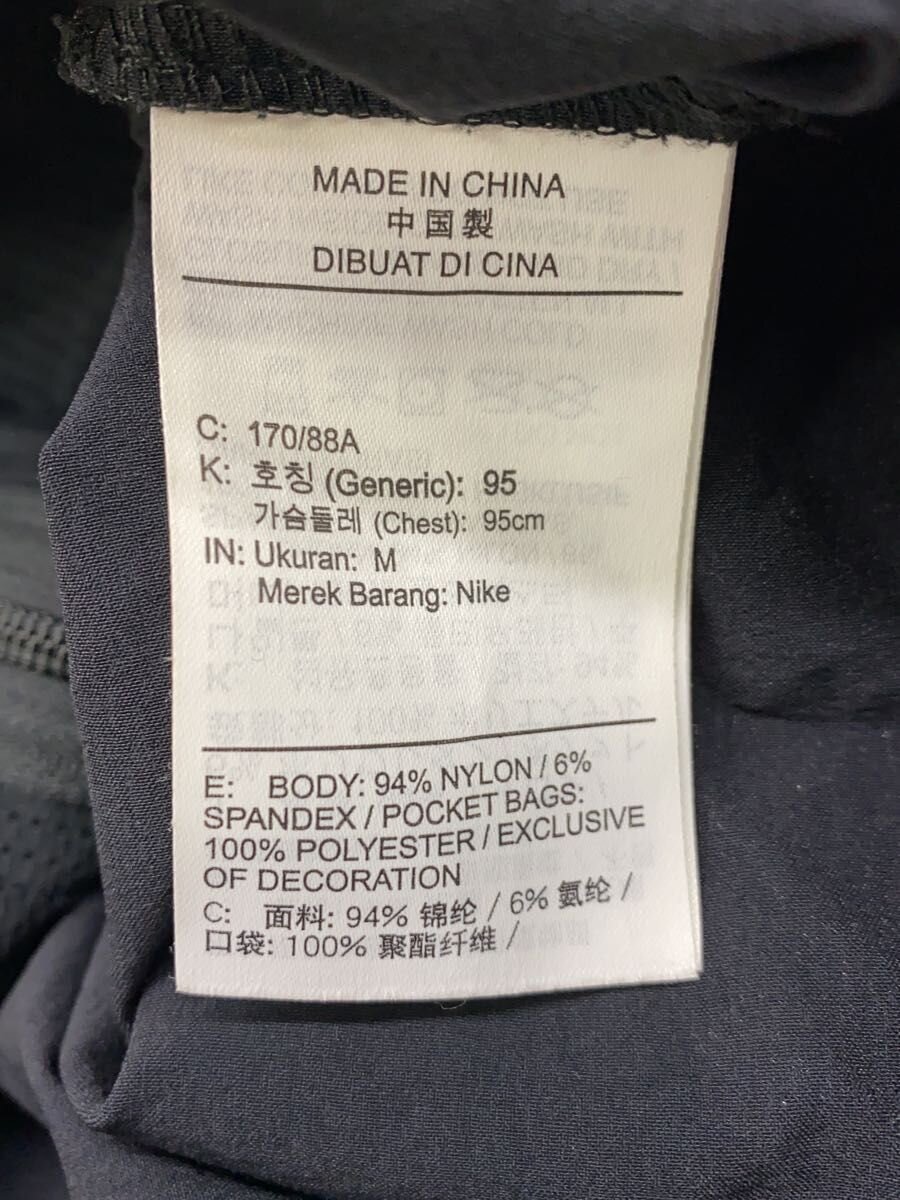 MADE IN CHINA
中国製
DIBUAT DI CINA
C: 170/88A
K: 호칭 (Generic): 95
가슴둘레 (Chest): 95cm
IN: Ukuran: M
Merek Barang: Nike
E: BODY: 94% NYLON / 6%
SPANDEX / POCKET BAGS:
100% POLYESTER / EXCLUSIVE
OF DECORATION
C: 面料: 94% 锦纶 / 6% 氨纶 /
口袋: 100% 聚酯纤维 /